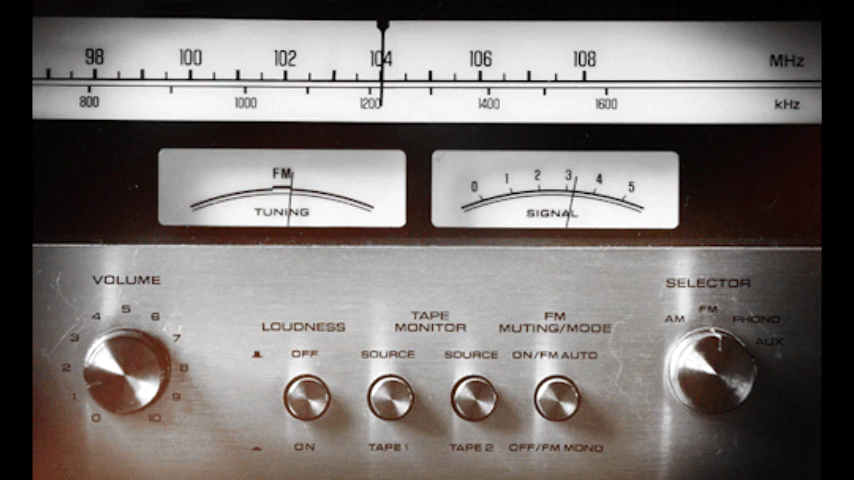 98 100 102 104 106 108 MHz
800 1000 1200 1400 1600 kHz
FM
TUNING
0 1 2 3 4 5
SIGNAL
VOLUME
0 1 2 3 4 5 6 7 8 9 10
LOUDNESS
OFF
ON
TAPE
MONITOR
SOURCE SOURCE
TAPE 1 TAPE 2
FM
MUTING/MODE
ON/FM AUTO
OFF/FM MONO
SELECTOR
AM FM PHONO AUX